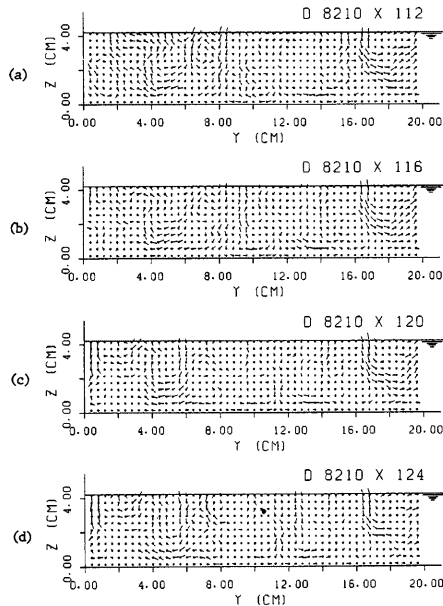 D 8210 X 112
(a)
Z (CM)
0.00 4.00
0.00 4.00 8.00 12.00 16.00 20.00
Y (CM)
D 8210 X 116
(b)
Z (CM)
0.00 4.00
0.00 4.00 8.00 12.00 16.00 20.00
Y (CM)
D 8210 X 120
(c)
Z (CM)
0.00 4.00
0.00 4.00 8.00 12.00 16.00 20.00
Y (CM)
D 8210 X 124
(d)
Z (CM)
0.00 4.00
0.00 4.00 8.00 12.00 16.00 20.00
Y (CM)